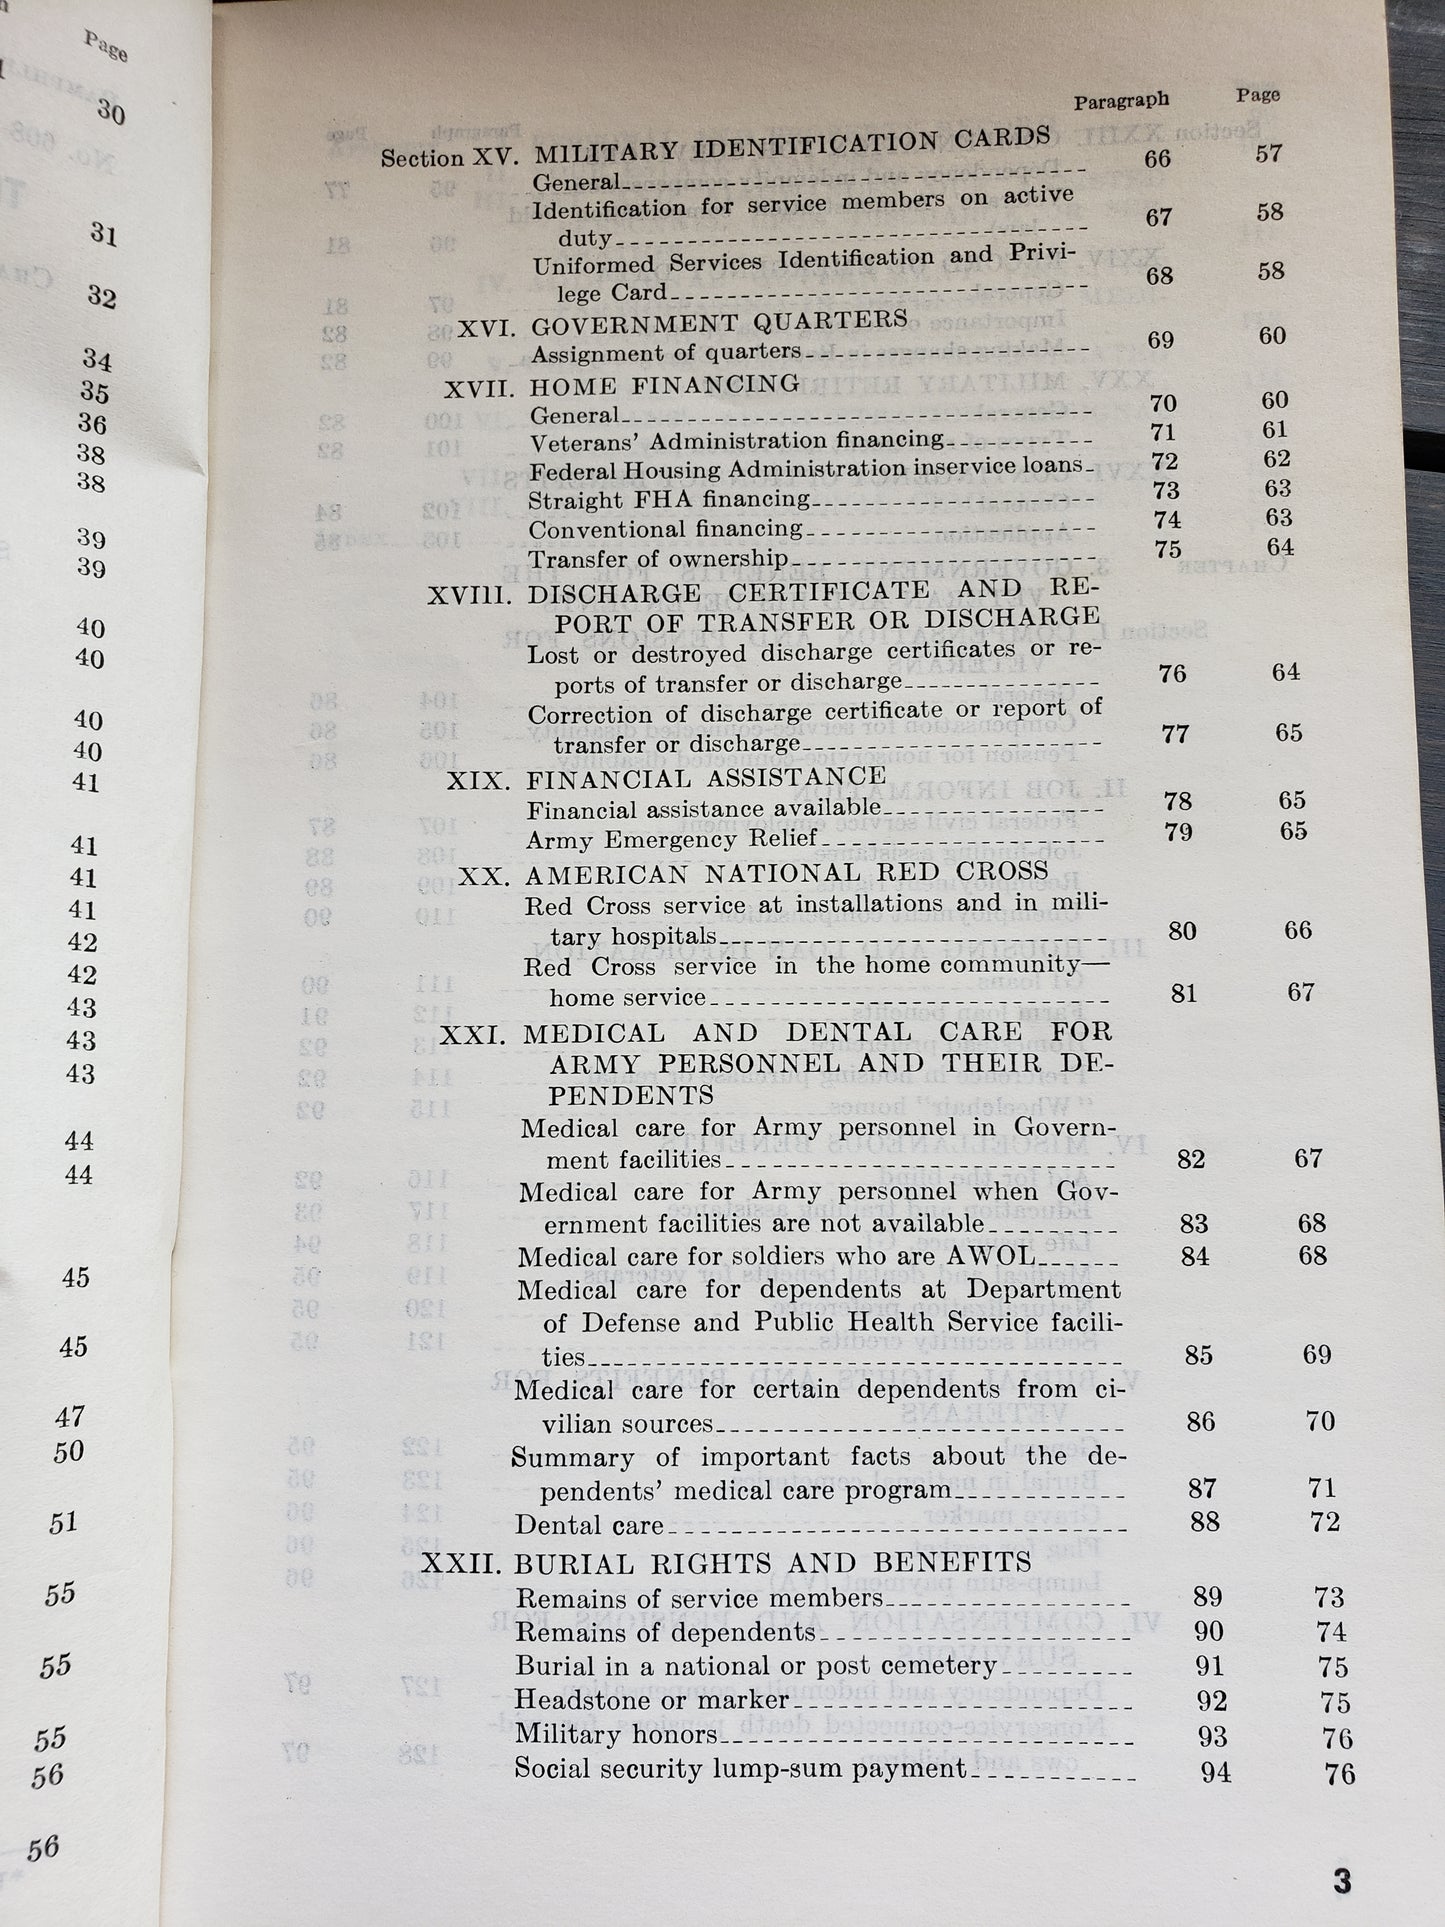 Page
30
31
32
34
35
36
38
38
39
39
40
40
40
40
41
41
41
41
42
42
43
43
43
44
44
45
45
47
50
51
55
55
55
56
56
Paragraph Page
Section XV. MILITARY IDENTIFICATION CARDS
General 66 57
Identification for service members on active
duty 67 58
Uniformed Services Identification and Privi-
lege Card 68 58
XVI. GOVERNMENT QUARTERS
Assignment of quarters 69 60
XVII. HOME FINANCING
General 70 60
Veterans' Administration financing 71 61
Federal Housing Administration inservice loans 72 62
Straight FHA financing 73 63
Conventional financing 74 63
Transfer of ownership 75 64
XVIII. DISCHARGE CERTIFICATE AND RE-
PORT OF TRANSFER OR DISCHARGE
Lost or destroyed discharge certificates or re-
ports of transfer or discharge 76 64
Correction of discharge certificate or report of
transfer or discharge 77 65
XIX. FINANCIAL ASSISTANCE
Financial assistance available 78 65
Army Emergency Relief 79 65
XX. AMERICAN NATIONAL RED CROSS
Red Cross service at installations and in mili-
tary hospitals 80 66
Red Cross service in the home community—
home service 81 67
XXI. MEDICAL AND DENTAL CARE FOR
ARMY PERSONNEL AND THEIR DE-
PENDENTS
Medical care for Army personnel in Govern-
ment facilities 82 67
Medical care for Army personnel when Gov-
ernment facilities are not available 83 68
Medical care for soldiers who are AWOL 84 68
Medical care for dependents at Department
of Defense and Public Health Service facili-
ties 85 69
Medical care for certain dependents from ci-
vilian sources 86 70
Summary of important facts about the de-
pendents' medical care program 87 71
Dental care 88 72
XXII. BURIAL RIGHTS AND BENEFITS
Remains of service members 89 73
Remains of dependents 90 74
Burial in a national or post cemetery 91 75
Headstone or marker 92 75
Military honors 93 76
Social security lump-sum payment 94 76
3